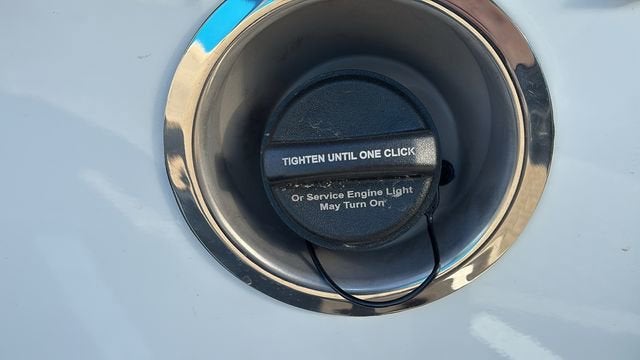 TIGHTEN UNTIL ONE CLICK
Or Service Engine Light
May Turn On